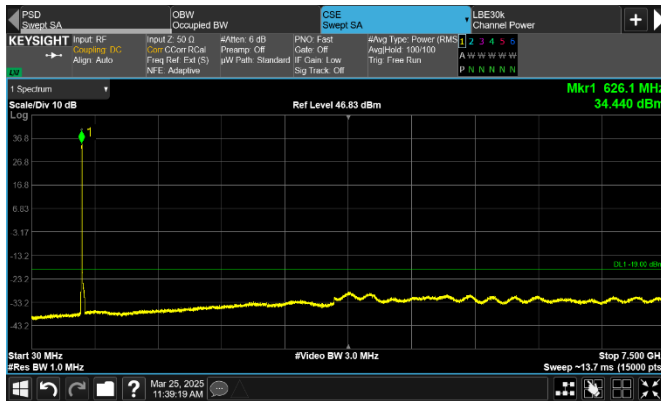 PSD OBW CSE LBE30k
Swept SA Occupied BW Swept SA Channel Power
KEYSIGHT Input: RF Input Z: 50 Ω #Atten: 6 dB PNO: Fast #Avg Type: Power (RMS 1 2 3 4 5 6
Coupling: DC Corr CCorr RCal Preamp: Off Gate: Off Avg|Hold: 100/100 A W W W W W
Align: Auto Freq Ref: Ext (S) µW Path: Standard IF Gain: Low Trig: Free Run
NFE: Adaptive Sig Track: Off P N N N N N
1 Spectrum Mkr1 626.1 MHz
Scale/Div 10 dB Ref Level 46.83 dBm 34.440 dBm
Log
1
36.8
26.8
16.8
6.83
-3.17
-13.2
DL1 -19.00 dBm
-23.2
-33.2
-43.2
Start 30 MHz #Video BW 3.0 MHz Stop 7.500 GH
#Res BW 1.0 MHz Sweep ~13.7 ms (15000 pts
? Mar 25, 2025
11:39:19 AM